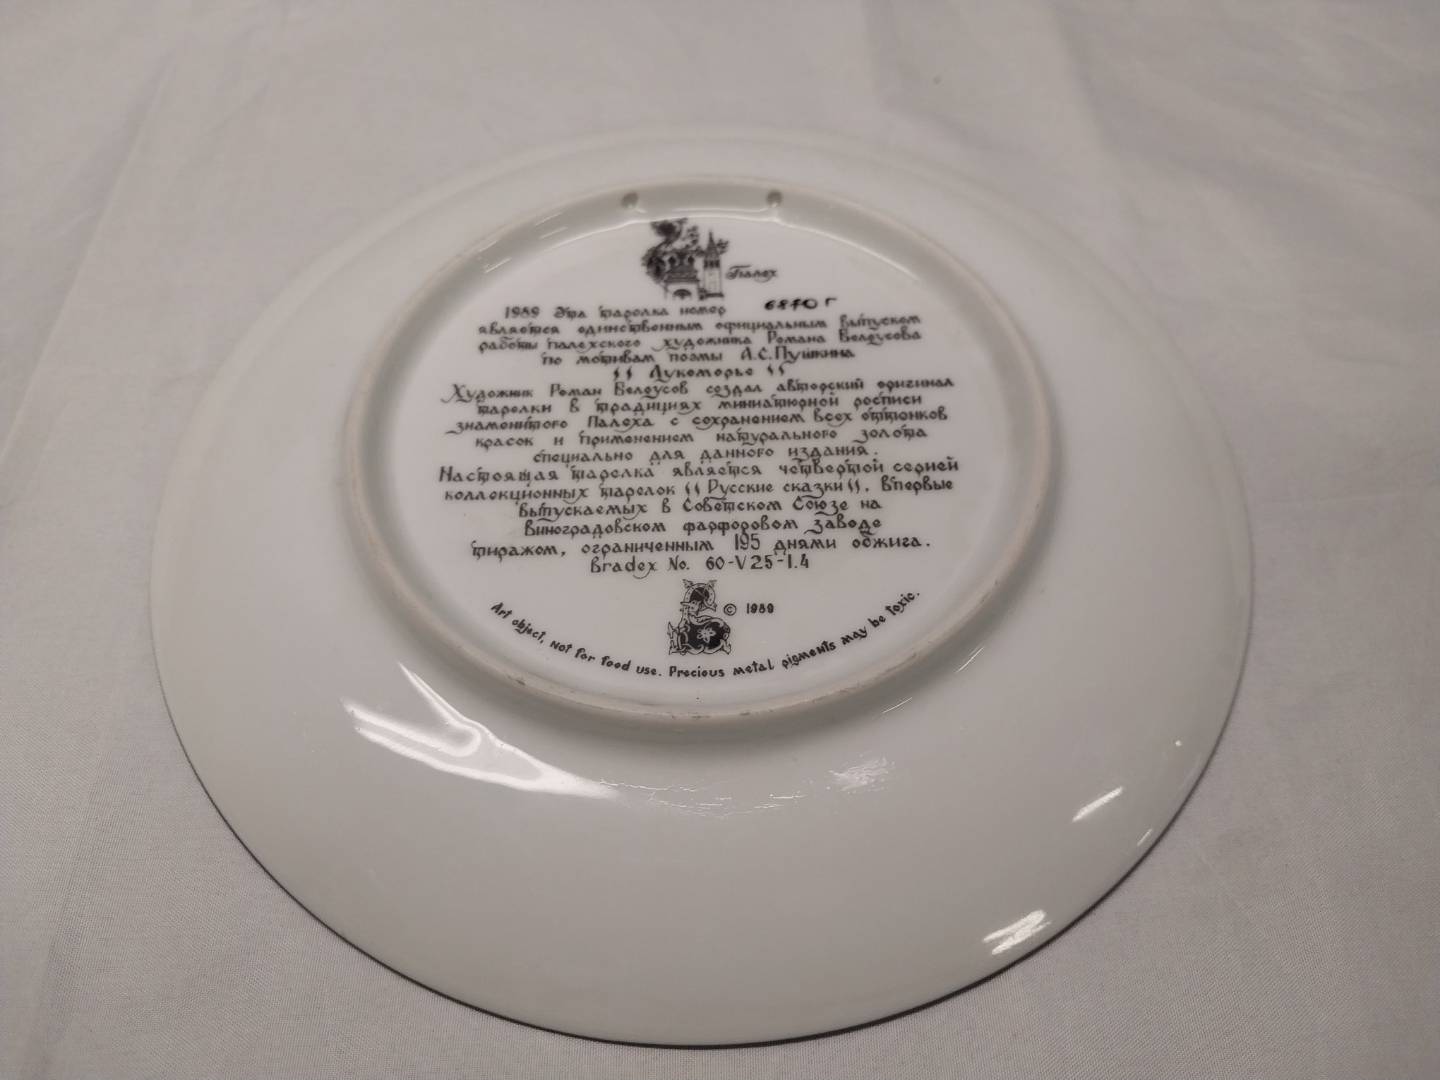 Палех
1989 Эта тарелка номер 6870 Г
является единственным официальным выпуском
работы палехского художника Романа Белоусова
по мотивам поэмы А.С.Пушкина
"Лукоморье"
Художник Роман Белоусов создал авторский оригинал
тарелки в традициях миниатюрной росписи
знаменитого Палеха с сохранением всех оттенков
красок и применением натурального золота
специально для данного издания.
Настоящая тарелка является четвертой серией
коллекционных тарелок "Русские сказки", впервые
выпускаемых в Советском Союзе на
Виноградовском фарфоровом заводе
тиражом, ограниченным 195 днями обжига.
Bradex No. 60-V25-1.4
© 1989
Art object, not for food use. Precious metal pigments may be toxic.